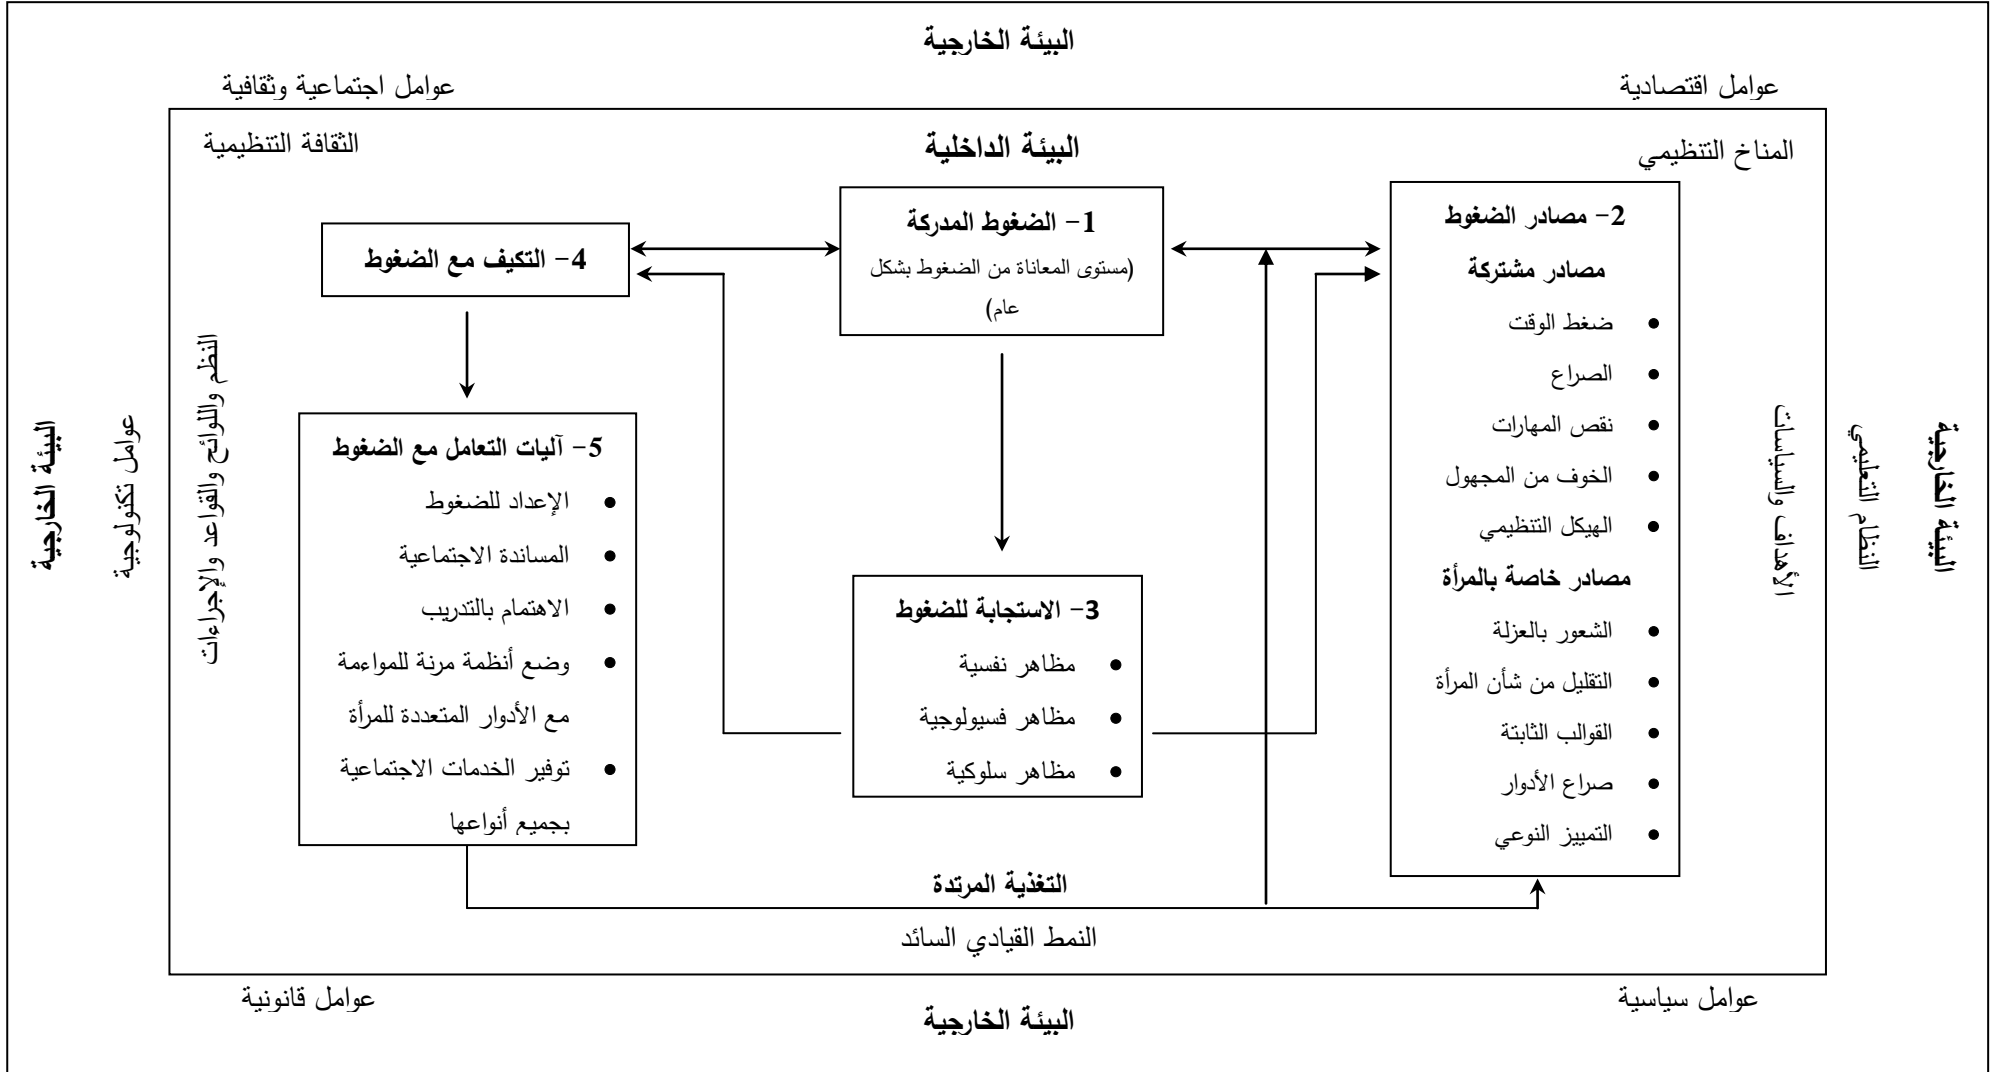 البيئة الخارجية
عوامل اقتصادية
عوامل اجتماعية وثقافية
المناخ التنظيمي
البيئة الداخلية
الثقافة التنظيمية
2- مصادر الضغوط
مصادر مشتركة
• ضغط الوقت
• الصراع
• نقص المهارات
• الخوف من المجهول
• الهيكل التنظيمي
مصادر خاصة بالمرأة
• الشعور بالعزلة
• التقليل من شأن المرأة
• القوالب الثابتة
• صراع الأدوار
• التمييز النوعي
1- الضغوط المدركة
(مستوى المعاناة من الضغوط بشكل
عام)
3- الاستجابة للضغوط
• مظاهر نفسية
• مظاهر فسيولوجية
• مظاهر سلوكية
4- التكيف مع الضغوط
5- آليات التعامل مع الضغوط
• الإعداد للضغوط
• المساندة الاجتماعية
• الاهتمام بالتدريب
• وضع أنظمة مرنة للمواءمة
مع الأدوار المتعددة للمرأة
• توفير الخدمات الاجتماعية
بجميع أنواعها
البيئة الخارجية
النظام التعليمي
الأهداف والسياسات
النظم واللوائح والقواعد والإجراءات
عوامل تكنولوجية
البيئة الخارجية
التغذية المرتدة
النمط القيادي السائد
عوامل سياسية
عوامل قانونية
البيئة الخارجية